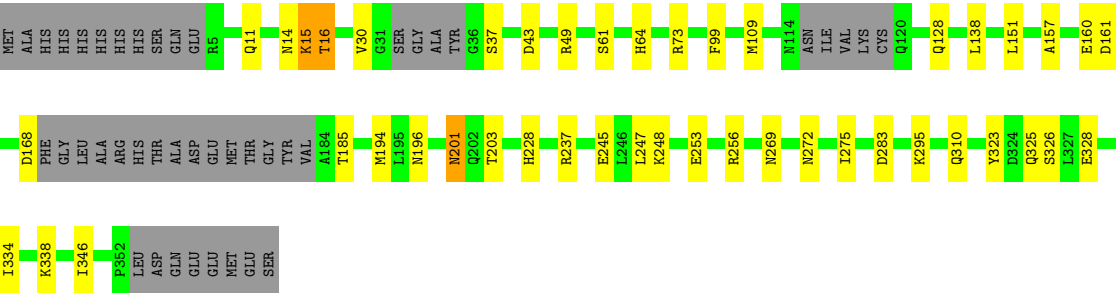 MET ALA HIS HIS HIS HIS HIS HIS SER GLN GLU R5 Q11 N14 K15 T16 V30 G31 SER GLY ALA TYR G36 S37 D43 R49 S61 H64 R73 F99 M109 N114 ASN ILE VAL LYS CYS Q120 Q128 L138 L151 A157 E160 D161
D168 PHE GLY LEU ALA ARG HIS THR ALA ASP GLU MET THR GLY TYR VAL A184 T185 M194 L195 N196 N201 Q202 T203 H228 R237 E245 L246 L247 K248 E253 R256 N269 N272 I275 D283 K295 Q310 Y323 D324 Q325 S326 L327 E328
I334 K338 I346 P352 LEU ASP GLN GLU GLU MET GLU SER